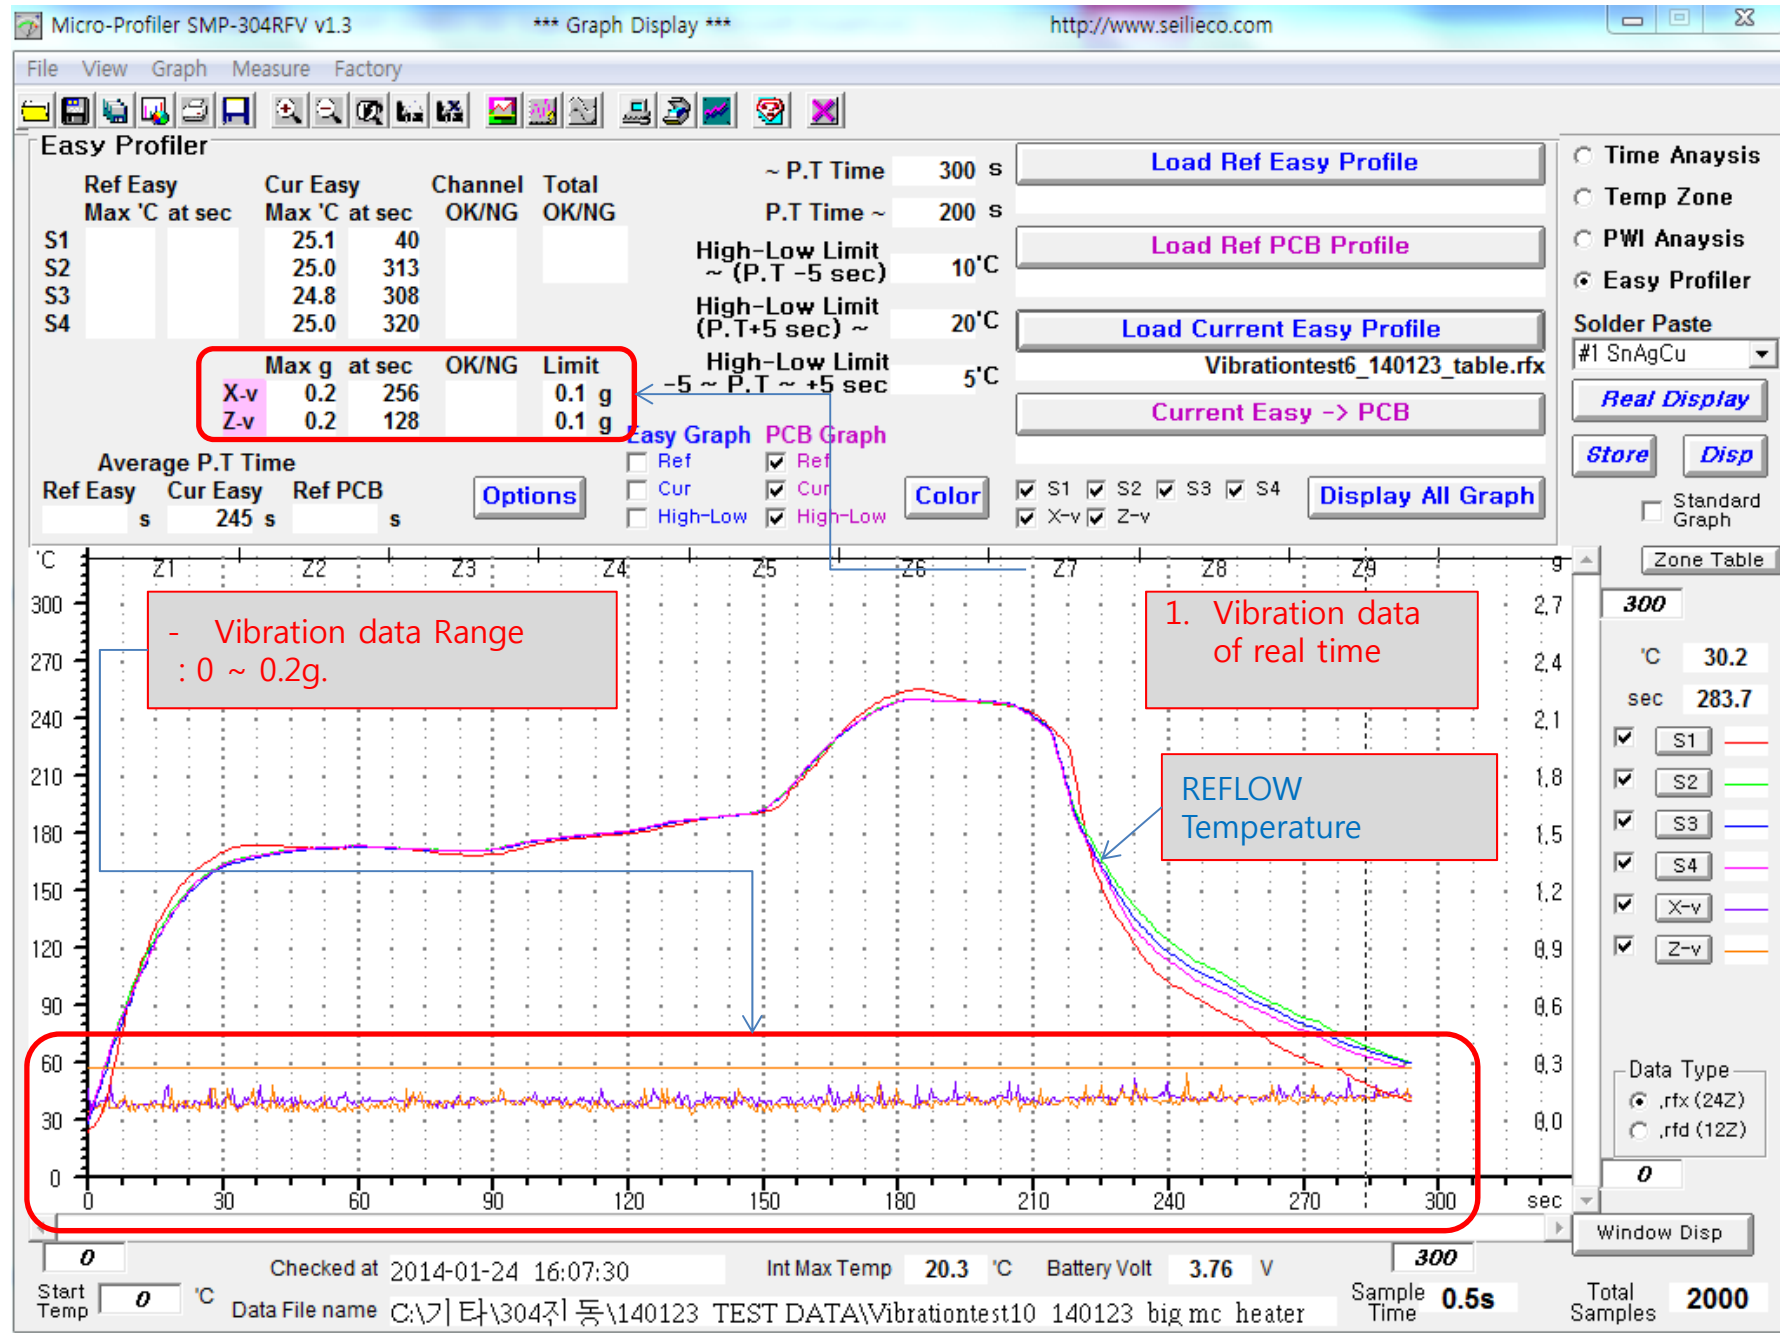 Micro-Profiler SMP-304RFV v1.3 *** Graph Display *** http://www.seilieco.com
File View Graph Measure Factory
Easy Profiler
Ref Easy Cur Easy Channel Total
Max 'C at sec Max 'C at sec OK/NG OK/NG
S1 25.1 40
S2 25.0 313
S3 24.8 308
S4 25.0 320
Max g at sec OK/NG Limit
X-v 0.2 256 0.1 g
Z-v 0.2 128 0.1 g
Average P.T Time
Ref Easy Cur Easy Ref PCB
s 245 s s
Options
~ P.T Time 300 s
P.T Time ~ 200 s
High-Low Limit
~ (P.T -5 sec) 10'C
High-Low Limit
(P.T+5 sec) ~ 20'C
High-Low Limit
-5 ~ P.T ~ +5 sec 5'C
Easy Graph PCB Graph
Ref Ref
Cur Cur
High-Low High-Low
Color
Load Ref Easy Profile
Load Ref PCB Profile
Load Current Easy Profile
Vibrationtest6_140123_table.rfx
Current Easy -> PCB
S1 S2 S3 S4
X-v Z-v
Display All Graph
Time Anaysis
Temp Zone
PWI Anaysis
Easy Profiler
Solder Paste
#1 SnAgCu
Real Display
Store Disp
Standard
Graph
Zone Table
'C Z1 Z2 Z3 Z4 Z5 Z6 Z7 Z8 Z9 g
300 2,7
270 2,4
240 2,1
210 1,8
180 1,5
150 1,2
120 0,9
90 0,6
60 0,3
30 0,0
0
0 30 60 90 120 150 180 210 240 270 300 sec
- Vibration data Range
: 0 ~ 0.2g.
1. Vibration data
of real time
REFLOW
Temperature
300
'C 30.2
sec 283.7
S1
S2
S3
S4
X-v
Z-v
Data Type
,rfx (24Z)
,rfd (12Z)
0
Window Disp
0 300
Checked at 2014-01-24 16:07:30 Int Max Temp 20.3 'C Battery Volt 3.76 V
Start
Temp 0 'C
Data File name C:\기타\304진동\140123 TEST DATA\Vibrationtest10 140123 big mc heater
Sample
Time 0.5s
Total
Samples 2000